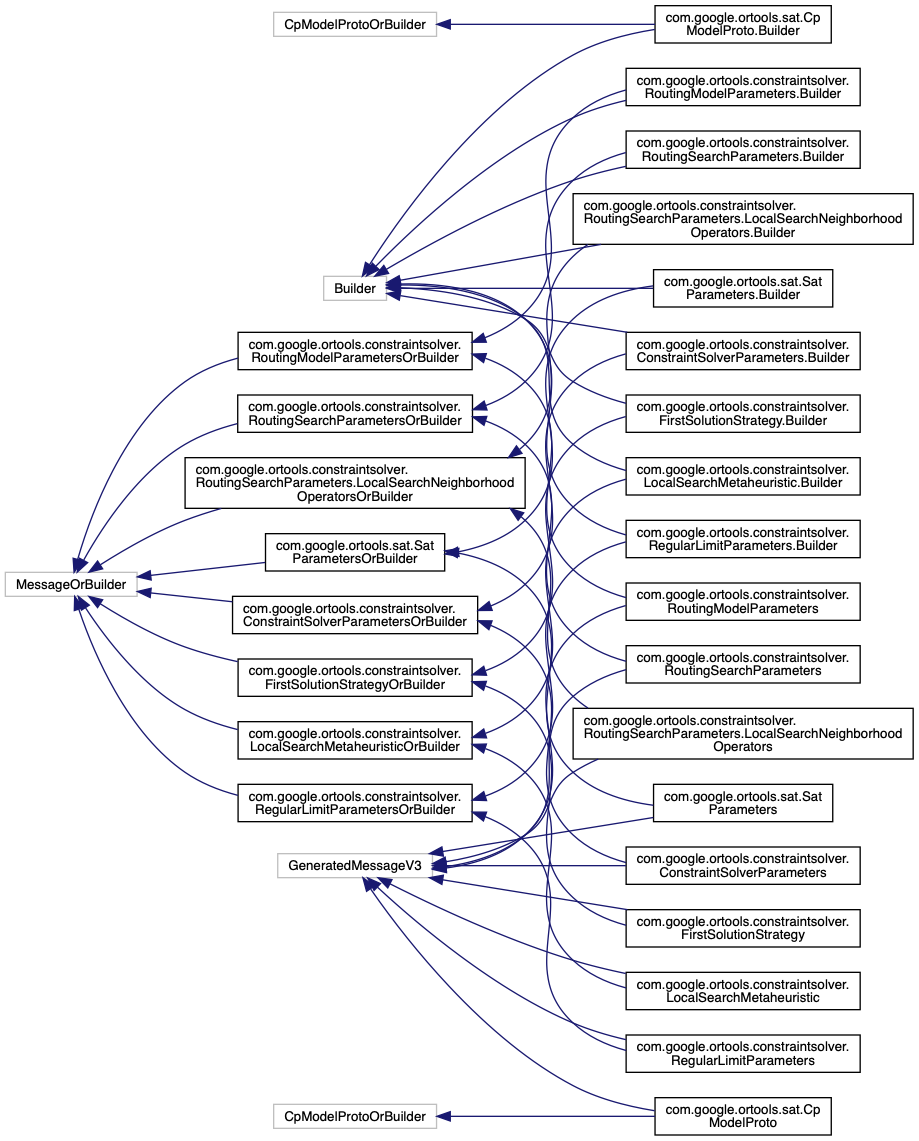 CpModelProtoOrBuilder
com.google.ortools.sat.Cp
ModelProto.Builder
com.google.ortools.constraintsolver.
RoutingModelParameters.Builder
com.google.ortools.constraintsolver.
RoutingSearchParameters.Builder
com.google.ortools.constraintsolver.
RoutingSearchParameters.LocalSearchNeighborhood
Operators.Builder
Builder
com.google.ortools.sat.Sat
Parameters.Builder
com.google.ortools.constraintsolver.
RoutingModelParametersOrBuilder
com.google.ortools.constraintsolver.
ConstraintSolverParameters.Builder
com.google.ortools.constraintsolver.
RoutingSearchParametersOrBuilder
com.google.ortools.constraintsolver.
FirstSolutionStrategy.Builder
com.google.ortools.constraintsolver.
RoutingSearchParameters.LocalSearchNeighborhood
OperatorsOrBuilder
com.google.ortools.constraintsolver.
LocalSearchMetaheuristic.Builder
com.google.ortools.sat.Sat
ParametersOrBuilder
com.google.ortools.constraintsolver.
RegularLimitParameters.Builder
MessageOrBuilder
com.google.ortools.constraintsolver.
ConstraintSolverParametersOrBuilder
com.google.ortools.constraintsolver.
RoutingModelParameters
com.google.ortools.constraintsolver.
FirstSolutionStrategyOrBuilder
com.google.ortools.constraintsolver.
RoutingSearchParameters
com.google.ortools.constraintsolver.
LocalSearchMetaheuristicOrBuilder
com.google.ortools.constraintsolver.
RoutingSearchParameters.LocalSearchNeighborhood
Operators
com.google.ortools.constraintsolver.
RegularLimitParametersOrBuilder
com.google.ortools.sat.Sat
Parameters
GeneratedMessageV3
com.google.ortools.constraintsolver.
ConstraintSolverParameters
com.google.ortools.constraintsolver.
FirstSolutionStrategy
com.google.ortools.constraintsolver.
LocalSearchMetaheuristic
com.google.ortools.constraintsolver.
RegularLimitParameters
CpModelProtoOrBuilder
com.google.ortools.sat.Cp
ModelProto